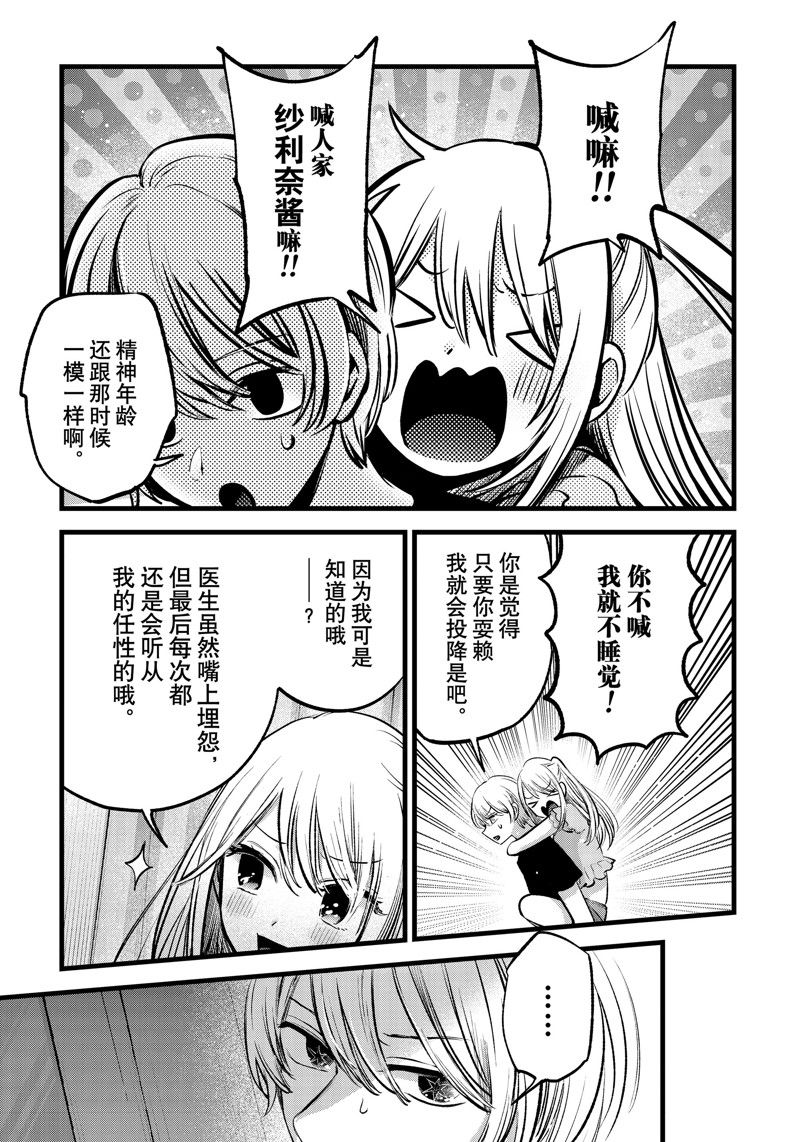 喊嘛!!
喊人家
纱利奈酱嘛!!
精神年龄
还跟那时候
一模一样啊。
你不喊
我就不睡觉！
你是觉得
只要你耍赖
我就会投降是吧。
因为我可是
知道的哦
——？
医生虽然嘴上埋怨，
但最后每次都
还是会听从
我的任性的哦。
……